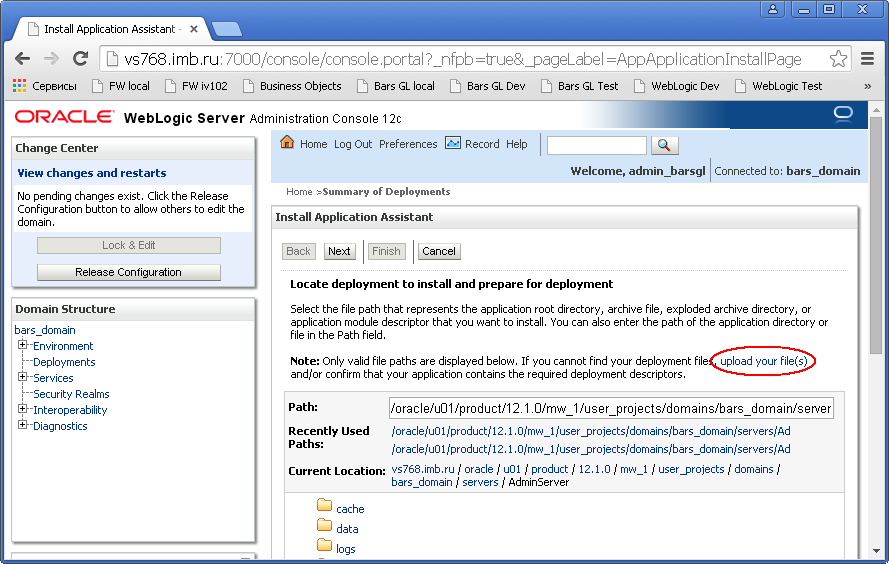 Install Application Assistant -
vs768.imb.ru:7000/console/console.portal?_nfpb=true&_pageLabel=AppApplicationInstallPage
Сервисы FW local FW iv102 Business Objects Bars GL local Bars GL Dev Bars GL Test WebLogic Dev WebLogic Test »
ORACLE WebLogic Server Administration Console 12c
Change Center
View changes and restarts
No pending changes exist. Click the Release
Configuration button to allow others to edit the
domain.
Lock & Edit
Release Configuration
Domain Structure
bars_domain
Environment
Deployments
Services
Security Realms
Interoperability
Diagnostics
Home Log Out Preferences Record Help
Welcome, admin_barsgl Connected to: bars_domain
Home >Summary of Deployments
Install Application Assistant
Back Next Finish Cancel
Locate deployment to install and prepare for deployment
Select the file path that represents the application root directory, archive file, exploded archive directory, or
application module descriptor that you want to install. You can also enter the path of the application directory or
file in the Path field.
Note: Only valid file paths are displayed below. If you cannot find your deployment files, upload your file(s)
and/or confirm that your application contains the required deployment descriptors.
Path: /oracle/u01/product/12.1.0/mw_1/user_projects/domains/bars_domain/server
Recently Used /oracle/u01/product/12.1.0/mw_1/user_projects/domains/bars_domain/servers/Ad
Paths: /oracle/u01/product/12.1.0/mw_1/user_projects/domains/bars_domain/servers/Ad
Current Location: vs768.imb.ru / oracle / u01 / product / 12.1.0 / mw_1 / user_projects / domains /
bars_domain / servers / AdminServer
cache
data
logs